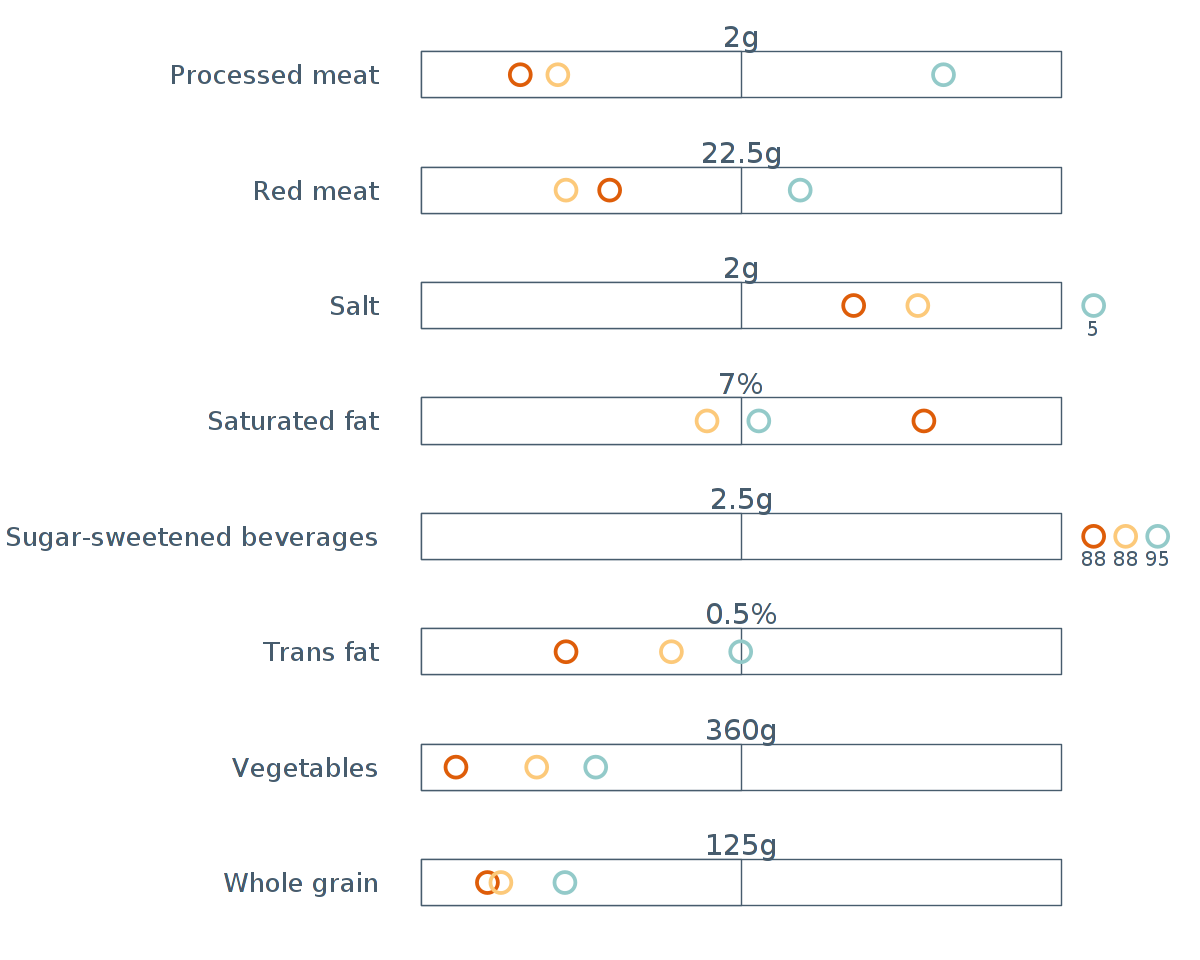 2g
Processed meat
22.5g
Red meat
2g
Salt
5
7%
Saturated fat
2.5g
Sugar-sweetened beverages
88 88 95
0.5%
Trans fat
360g
Vegetables
125g
Whole grain